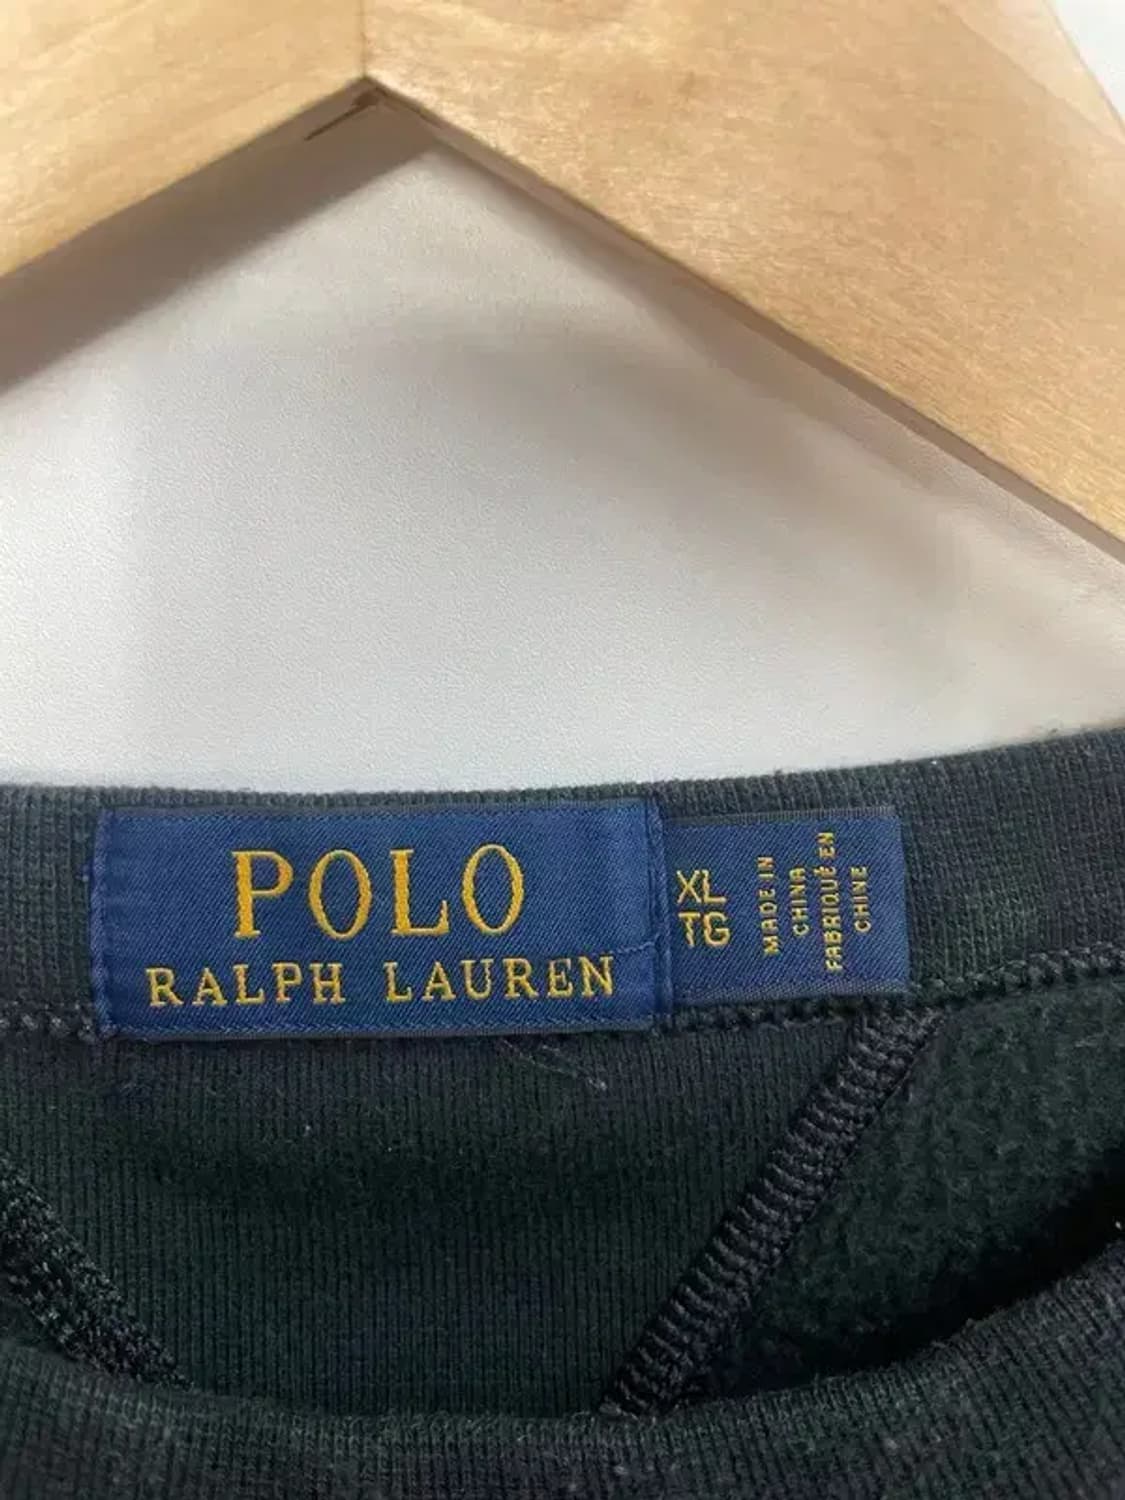 POLO
RALPH LAUREN
XL
TG
MADE IN
CHINA
FABRIQUÉ EN
CHINE